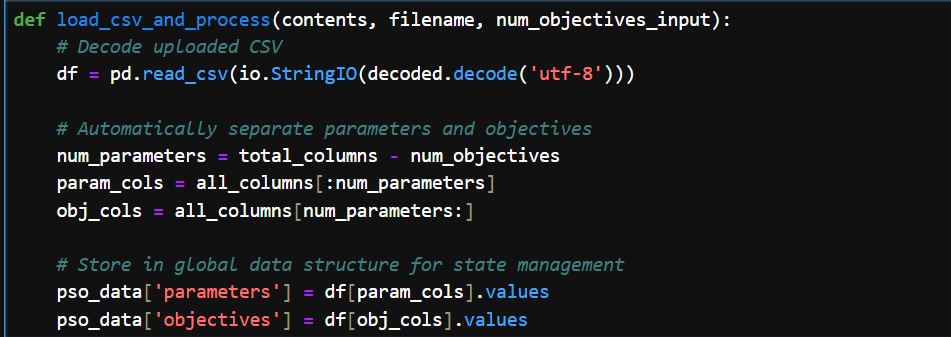 def load_csv_and_process(contents, filename, num_objectives_input):
    # Decode uploaded CSV
    df = pd.read_csv(io.StringIO(decoded.decode('utf-8')))

    # Automatically separate parameters and objectives
    num_parameters = total_columns - num_objectives
    param_cols = all_columns[:num_parameters]
    obj_cols = all_columns[num_parameters:]

    # Store in global data structure for state management
    pso_data['parameters'] = df[param_cols].values
    pso_data['objectives'] = df[obj_cols].values